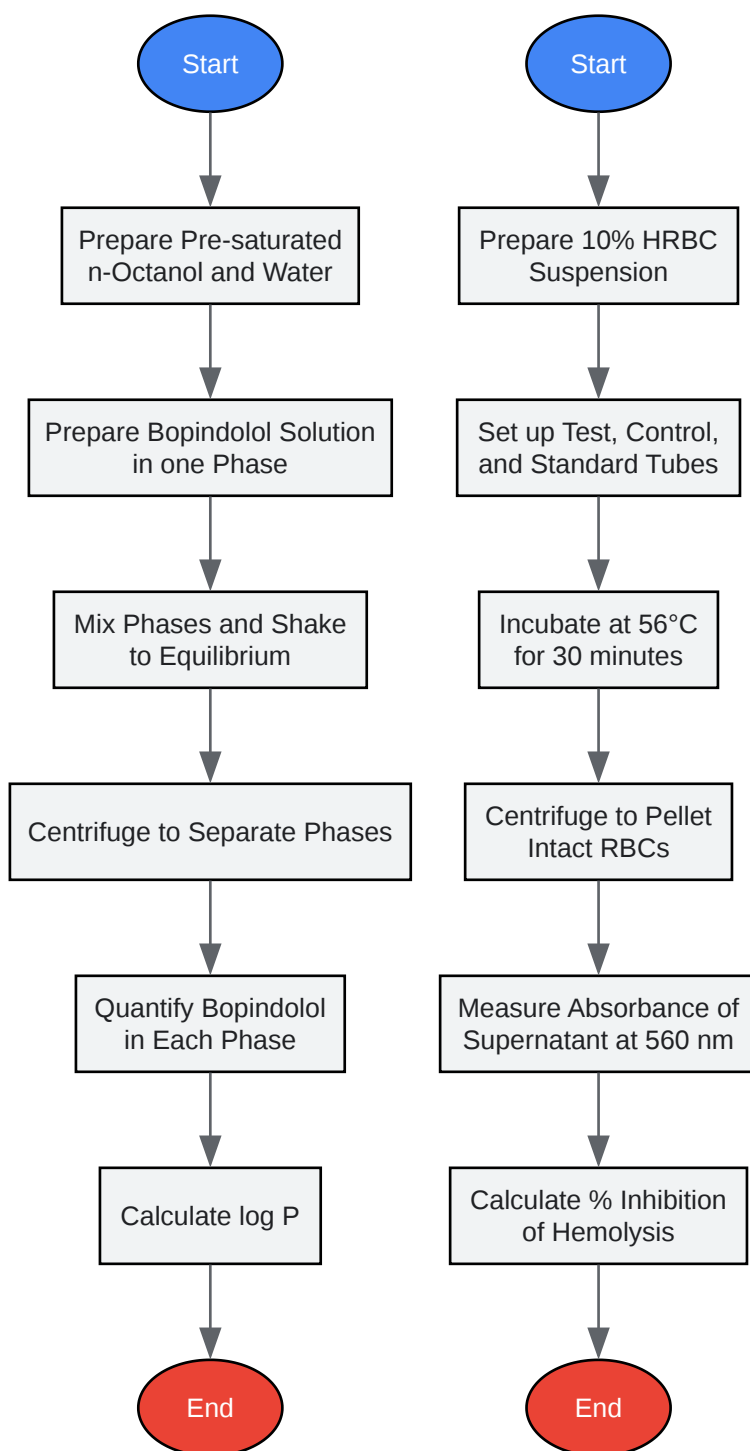 Start
Prepare Pre-saturated
n-Octanol and Water
Prepare Bopindolol Solution
in one Phase
Mix Phases and Shake
to Equilibrium
Centrifuge to Separate Phases
Quantify Bopindolol
in Each Phase
Calculate log P
End
Start
Prepare 10% HRBC
Suspension
Set up Test, Control,
and Standard Tubes
Incubate at 56°C
for 30 minutes
Centrifuge to Pellet
Intact RBCs
Measure Absorbance of
Supernatant at 560 nm
Calculate % Inhibition
of Hemolysis
End